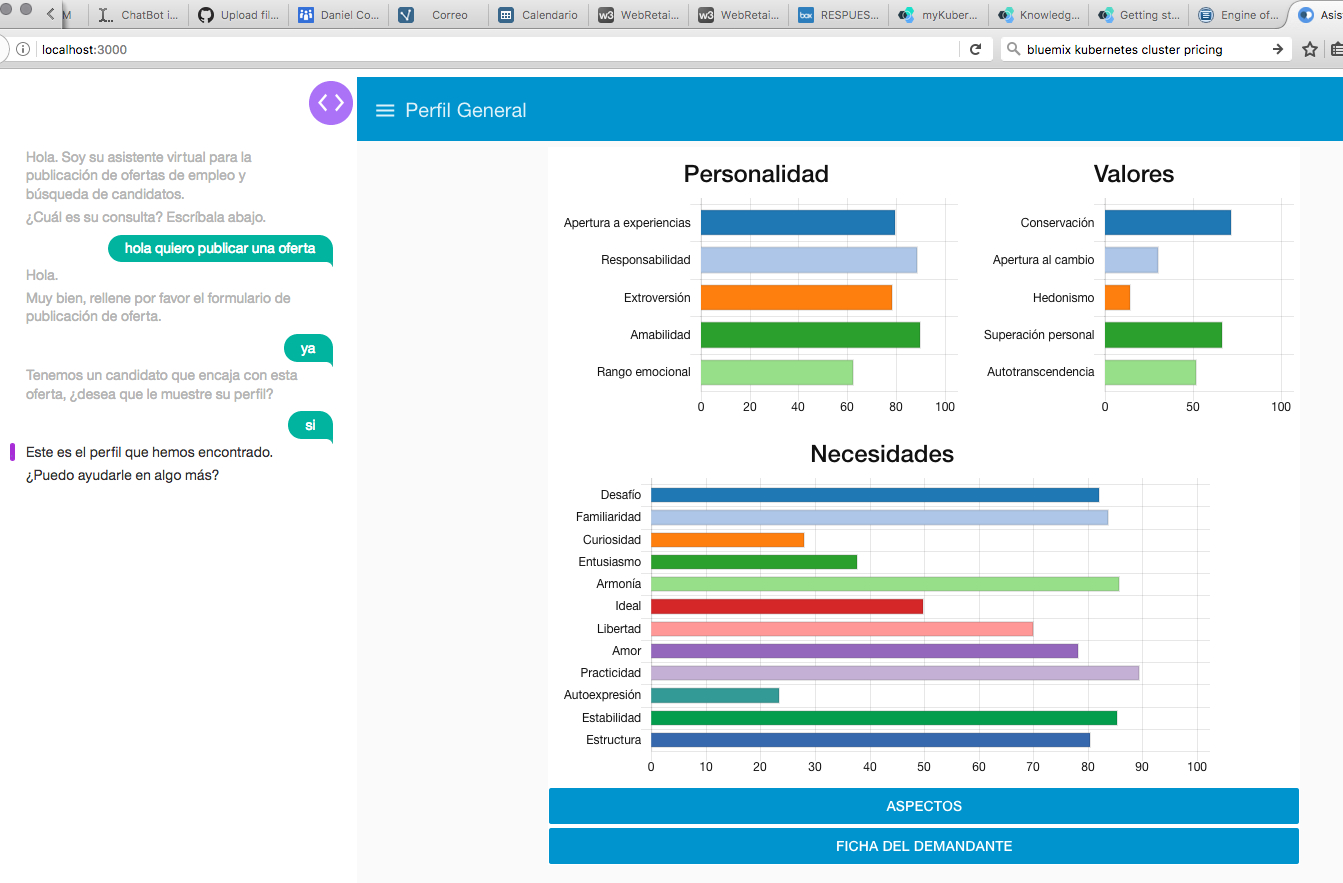 M
ChatBot i...
Upload fil...
Daniel Co...
Correo
Calendario
w3 WebRetai...
w3 WebRetai...
box RESPUES...
myKuber...
Knowledg...
Getting st...
Engine of...
Asis
localhost:3000
bluemix kubernetes cluster pricing
Perfil General
Hola. Soy su asistente virtual para la
publicación de ofertas de empleo y
búsqueda de candidatos.
¿Cuál es su consulta? Escríbala abajo.
hola quiero publicar una oferta
Hola.
Muy bien, rellene por favor el formulario de
publicación de oferta.
ya
Tenemos un candidato que encaja con esta
oferta, ¿desea que le muestre su perfil?
si
Este es el perfil que hemos encontrado.
¿Puedo ayudarle en algo más?
Personalidad
Apertura a experiencias
Responsabilidad
Extroversión
Amabilidad
Rango emocional
0 20 40 60 80 100
Valores
Conservación
Apertura al cambio
Hedonismo
Superación personal
Autotranscendencia
0 50 100
Necesidades
Desafío
Familiaridad
Curiosidad
Entusiasmo
Armonía
Ideal
Libertad
Amor
Practicidad
Autoexpresión
Estabilidad
Estructura
0 10 20 30 40 50 60 70 80 90 100
ASPECTOS
FICHA DEL DEMANDANTE